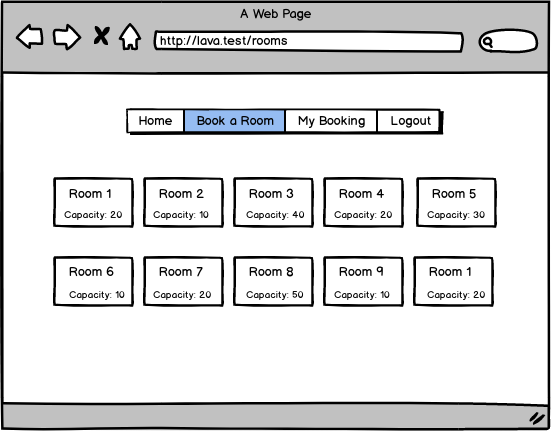 A Web Page
http://lava.test/rooms
Home Book a Room My Booking Logout
Room 1 Room 2 Room 3 Room 4 Room 5
Capacity: 20 Capacity: 10 Capacity: 40 Capacity: 20 Capacity: 30
Room 6 Room 7 Room 8 Room 9 Room 1
Capacity: 10 Capacity: 20 Capacity: 50 Capacity: 10 Capacity: 20